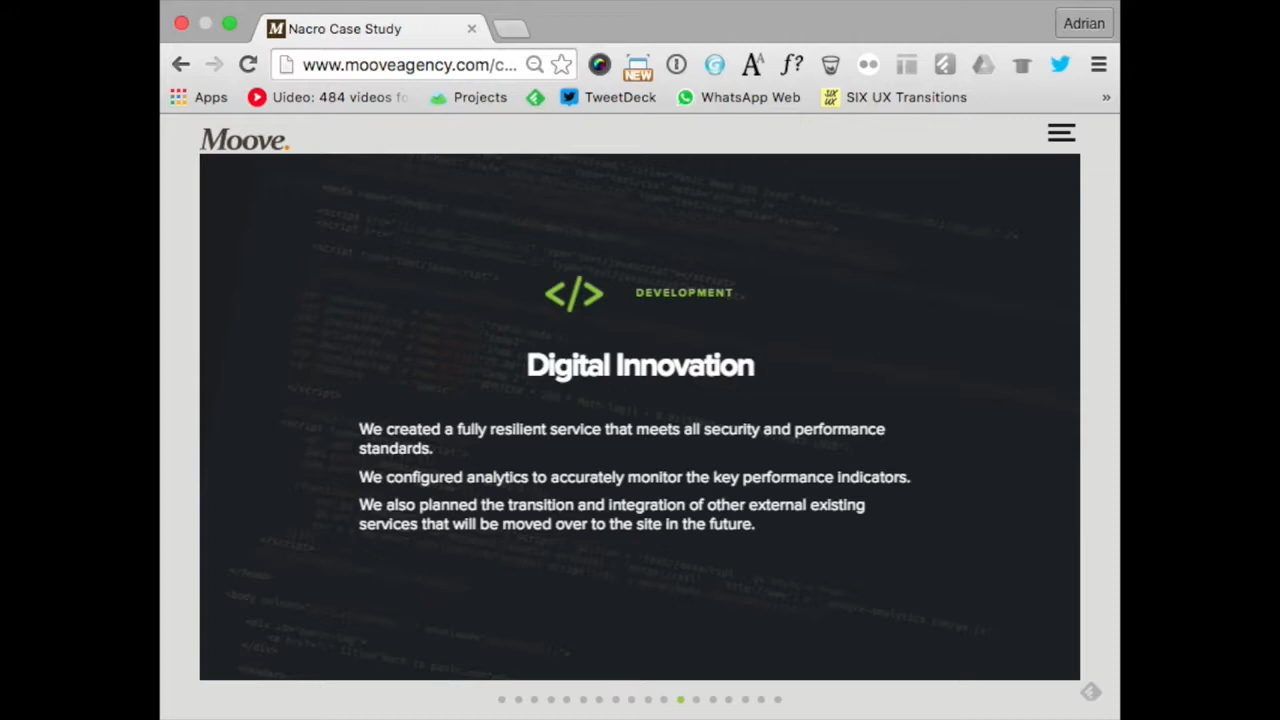 Nacro Case Study
Adrian
www.mooveagency.com/c...
NEW
Apps
Uideo: 484 videos fo
Projects
TweetDeck
WhatsApp Web
SIX UX Transitions
Moove.
</> DEVELOPMENT
Digital Innovation
We created a fully resilient service that meets all security and performance
standards.
We configured analytics to accurately monitor the key performance indicators.
We also planned the transition and integration of other external existing
services that will be moved over to the site in the future.